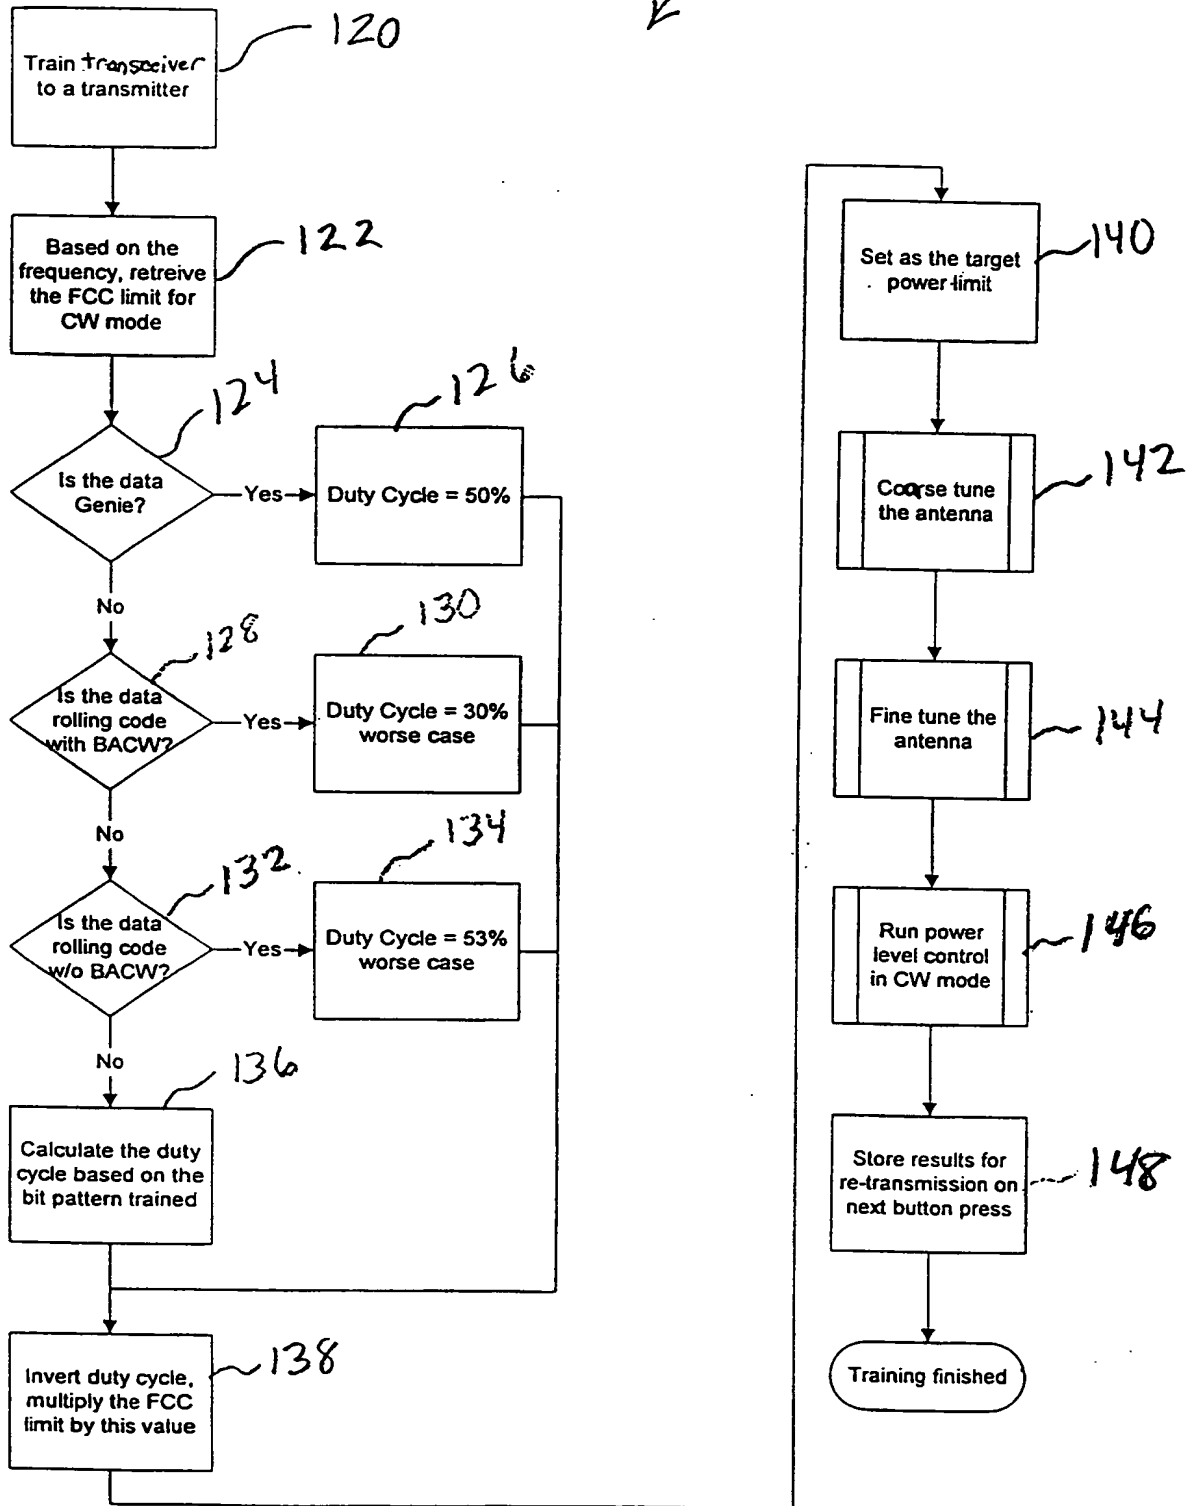 120
Train transceiver
to a transmitter
122
Based on the
frequency, retreive
the FCC limit for
CW mode
124
Is the data
Genie?
Yes
126
Duty Cycle = 50%
No
128
Is the data
rolling code
with BACW?
Yes
130
Duty Cycle = 30%
worse case
No
132
Is the data
rolling code
w/o BACW?
Yes
134
Duty Cycle = 53%
worse case
No
136
Calculate the duty
cycle based on the
bit pattern trained
138
Invert duty cycle,
multiply the FCC
limit by this value
140
Set as the target
power limit
142
Coarse tune
the antenna
144
Fine tune the
antenna
146
Run power
level control
in CW mode
148
Store results for
re-transmission on
next button press
Training finished